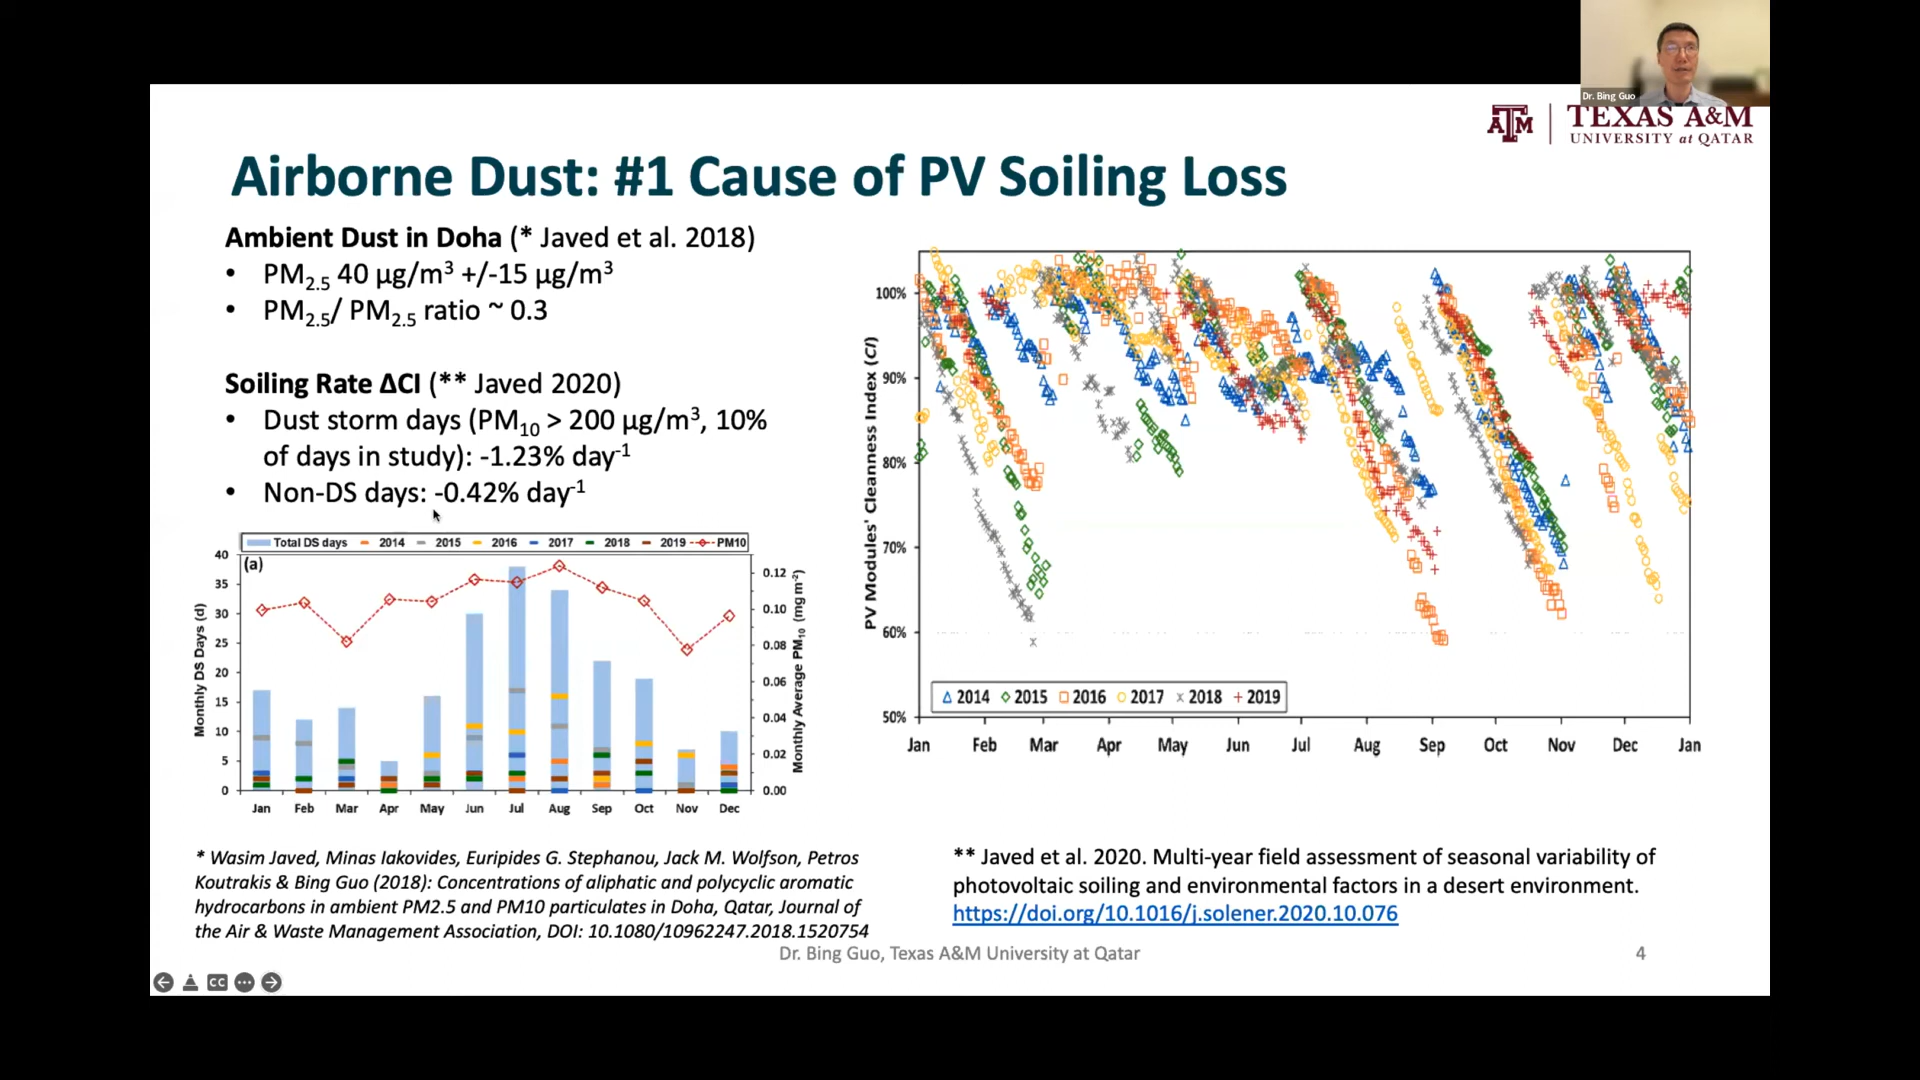 Dr. Bing Guo
ATM | TEXAS A&M
UNIVERSITY at QATAR
Airborne Dust: #1 Cause of PV Soiling Loss
Ambient Dust in Doha (* Javed et al. 2018)
• PM2.5 40 µg/m3 +/-15 µg/m3
• PM2.5/ PM2.5 ratio ~ 0.3
Soiling Rate ΔCI (** Javed 2020)
• Dust storm days (PM10 > 200 µg/m3, 10%
of days in study): -1.23% day-1
• Non-DS days: -0.42% day-1
Total DS days 2014 2015 2016 2017 2018 2019 PM10
(a)
Monthly DS Days (d)
40
35
30
25
20
15
10
5
0
0.12
0.10
0.08
0.06
0.04
0.02
0.00
Monthly Average PM10 (mg m-2)
Jan Feb Mar Apr May Jun Jul Aug Sep Oct Nov Dec
PV Modules' Cleanness Index (CI)
100%
90%
80%
70%
60%
50%
2014 2015 2016 2017 2018 2019
Jan Feb Mar Apr May Jun Jul Aug Sep Oct Nov Dec Jan
* Wasim Javed, Minas Iakovides, Euripides G. Stephanou, Jack M. Wolfson, Petros
Koutrakis & Bing Guo (2018): Concentrations of aliphatic and polycyclic aromatic
hydrocarbons in ambient PM2.5 and PM10 particulates in Doha, Qatar, Journal of
the Air & Waste Management Association, DOI: 10.1080/10962247.2018.1520754
** Javed et al. 2020. Multi-year field assessment of seasonal variability of
photovoltaic soiling and environmental factors in a desert environment.
https://doi.org/10.1016/j.solener.2020.10.076
Dr. Bing Guo, Texas A&M University at Qatar
4
CC